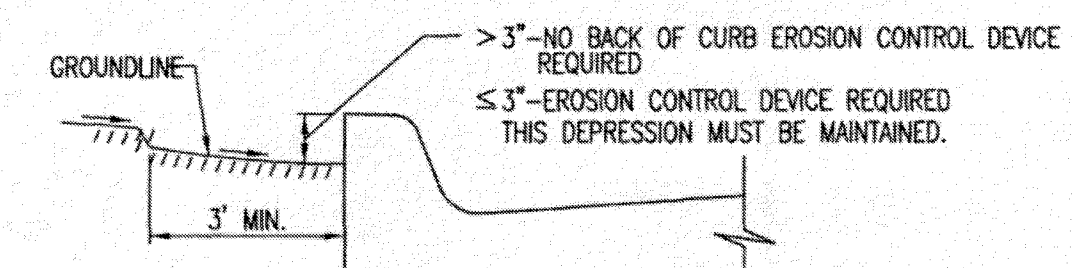 >3"-NO BACK OF CURB EROSION CONTROL DEVICE
REQUIRED
GROUNDLINE
≤3"-EROSION CONTROL DEVICE REQUIRED
THIS DEPRESSION MUST BE MAINTAINED.
3' MIN.